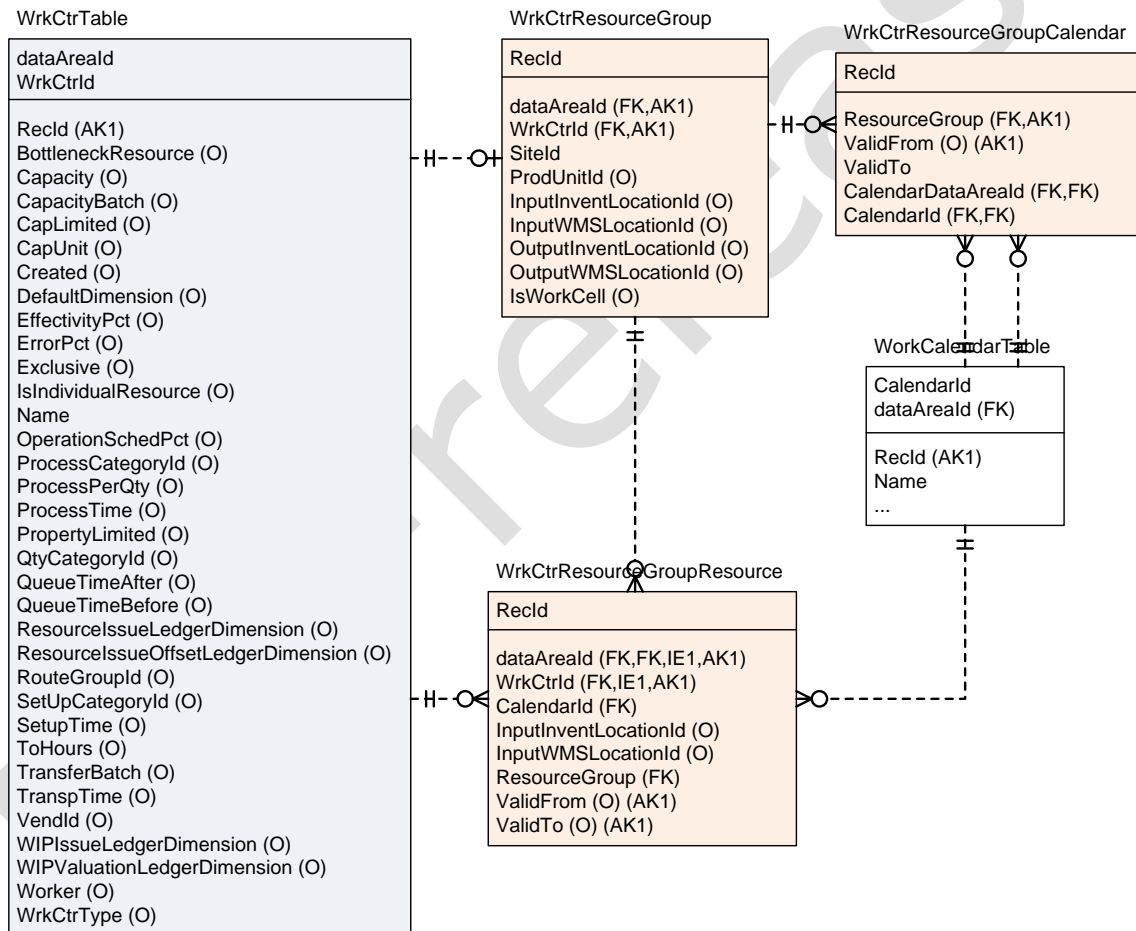 WrkCtrTable
dataAreaId
WrkCtrId
RecId (AK1)
BottleneckResource (O)
Capacity (O)
CapacityBatch (O)
CapLimited (O)
CapUnit (O)
Created (O)
DefaultDimension (O)
EffectivityPct (O)
ErrorPct (O)
Exclusive (O)
IsIndividualResource (O)
Name
OperationSchedPct (O)
ProcessCategoryId (O)
ProcessPerQty (O)
ProcessTime (O)
PropertyLimited (O)
QtyCategoryId (O)
QueueTimeAfter (O)
QueueTimeBefore (O)
ResourceIssueLedgerDimension (O)
ResourceIssueOffsetLedgerDimension (O)
RouteGroupId (O)
SetUpCategoryId (O)
SetupTime (O)
ToHours (O)
TransferBatch (O)
TranspTime (O)
VendId (O)
WIPIssueLedgerDimension (O)
WIPValuationLedgerDimension (O)
Worker (O)
WrkCtrType (O)
WrkCtrResourceGroup
RecId
dataAreaId (FK,AK1)
WrkCtrId (FK,AK1)
SiteId
ProdUnitId (O)
InputInventLocationId (O)
InputWMSLocationId (O)
OutputInventLocationId (O)
OutputWMSLocationId (O)
IsWorkCell (O)
WrkCtrResourceGroupCalendar
RecId
ResourceGroup (FK,AK1)
ValidFrom (O) (AK1)
ValidTo
CalendarDataAreaId (FK,FK)
CalendarId (FK,FK)
WorkCalendarTable
CalendarId
dataAreaId (FK)
RecId (AK1)
Name
...
WrkCtrResourceGroupResource
RecId
dataAreaId (FK,FK,IE1,AK1)
WrkCtrId (FK,IE1,AK1)
CalendarId (FK)
InputInventLocationId (O)
InputWMSLocationId (O)
ResourceGroup (FK)
ValidFrom (O) (AK1)
ValidTo (O) (AK1)